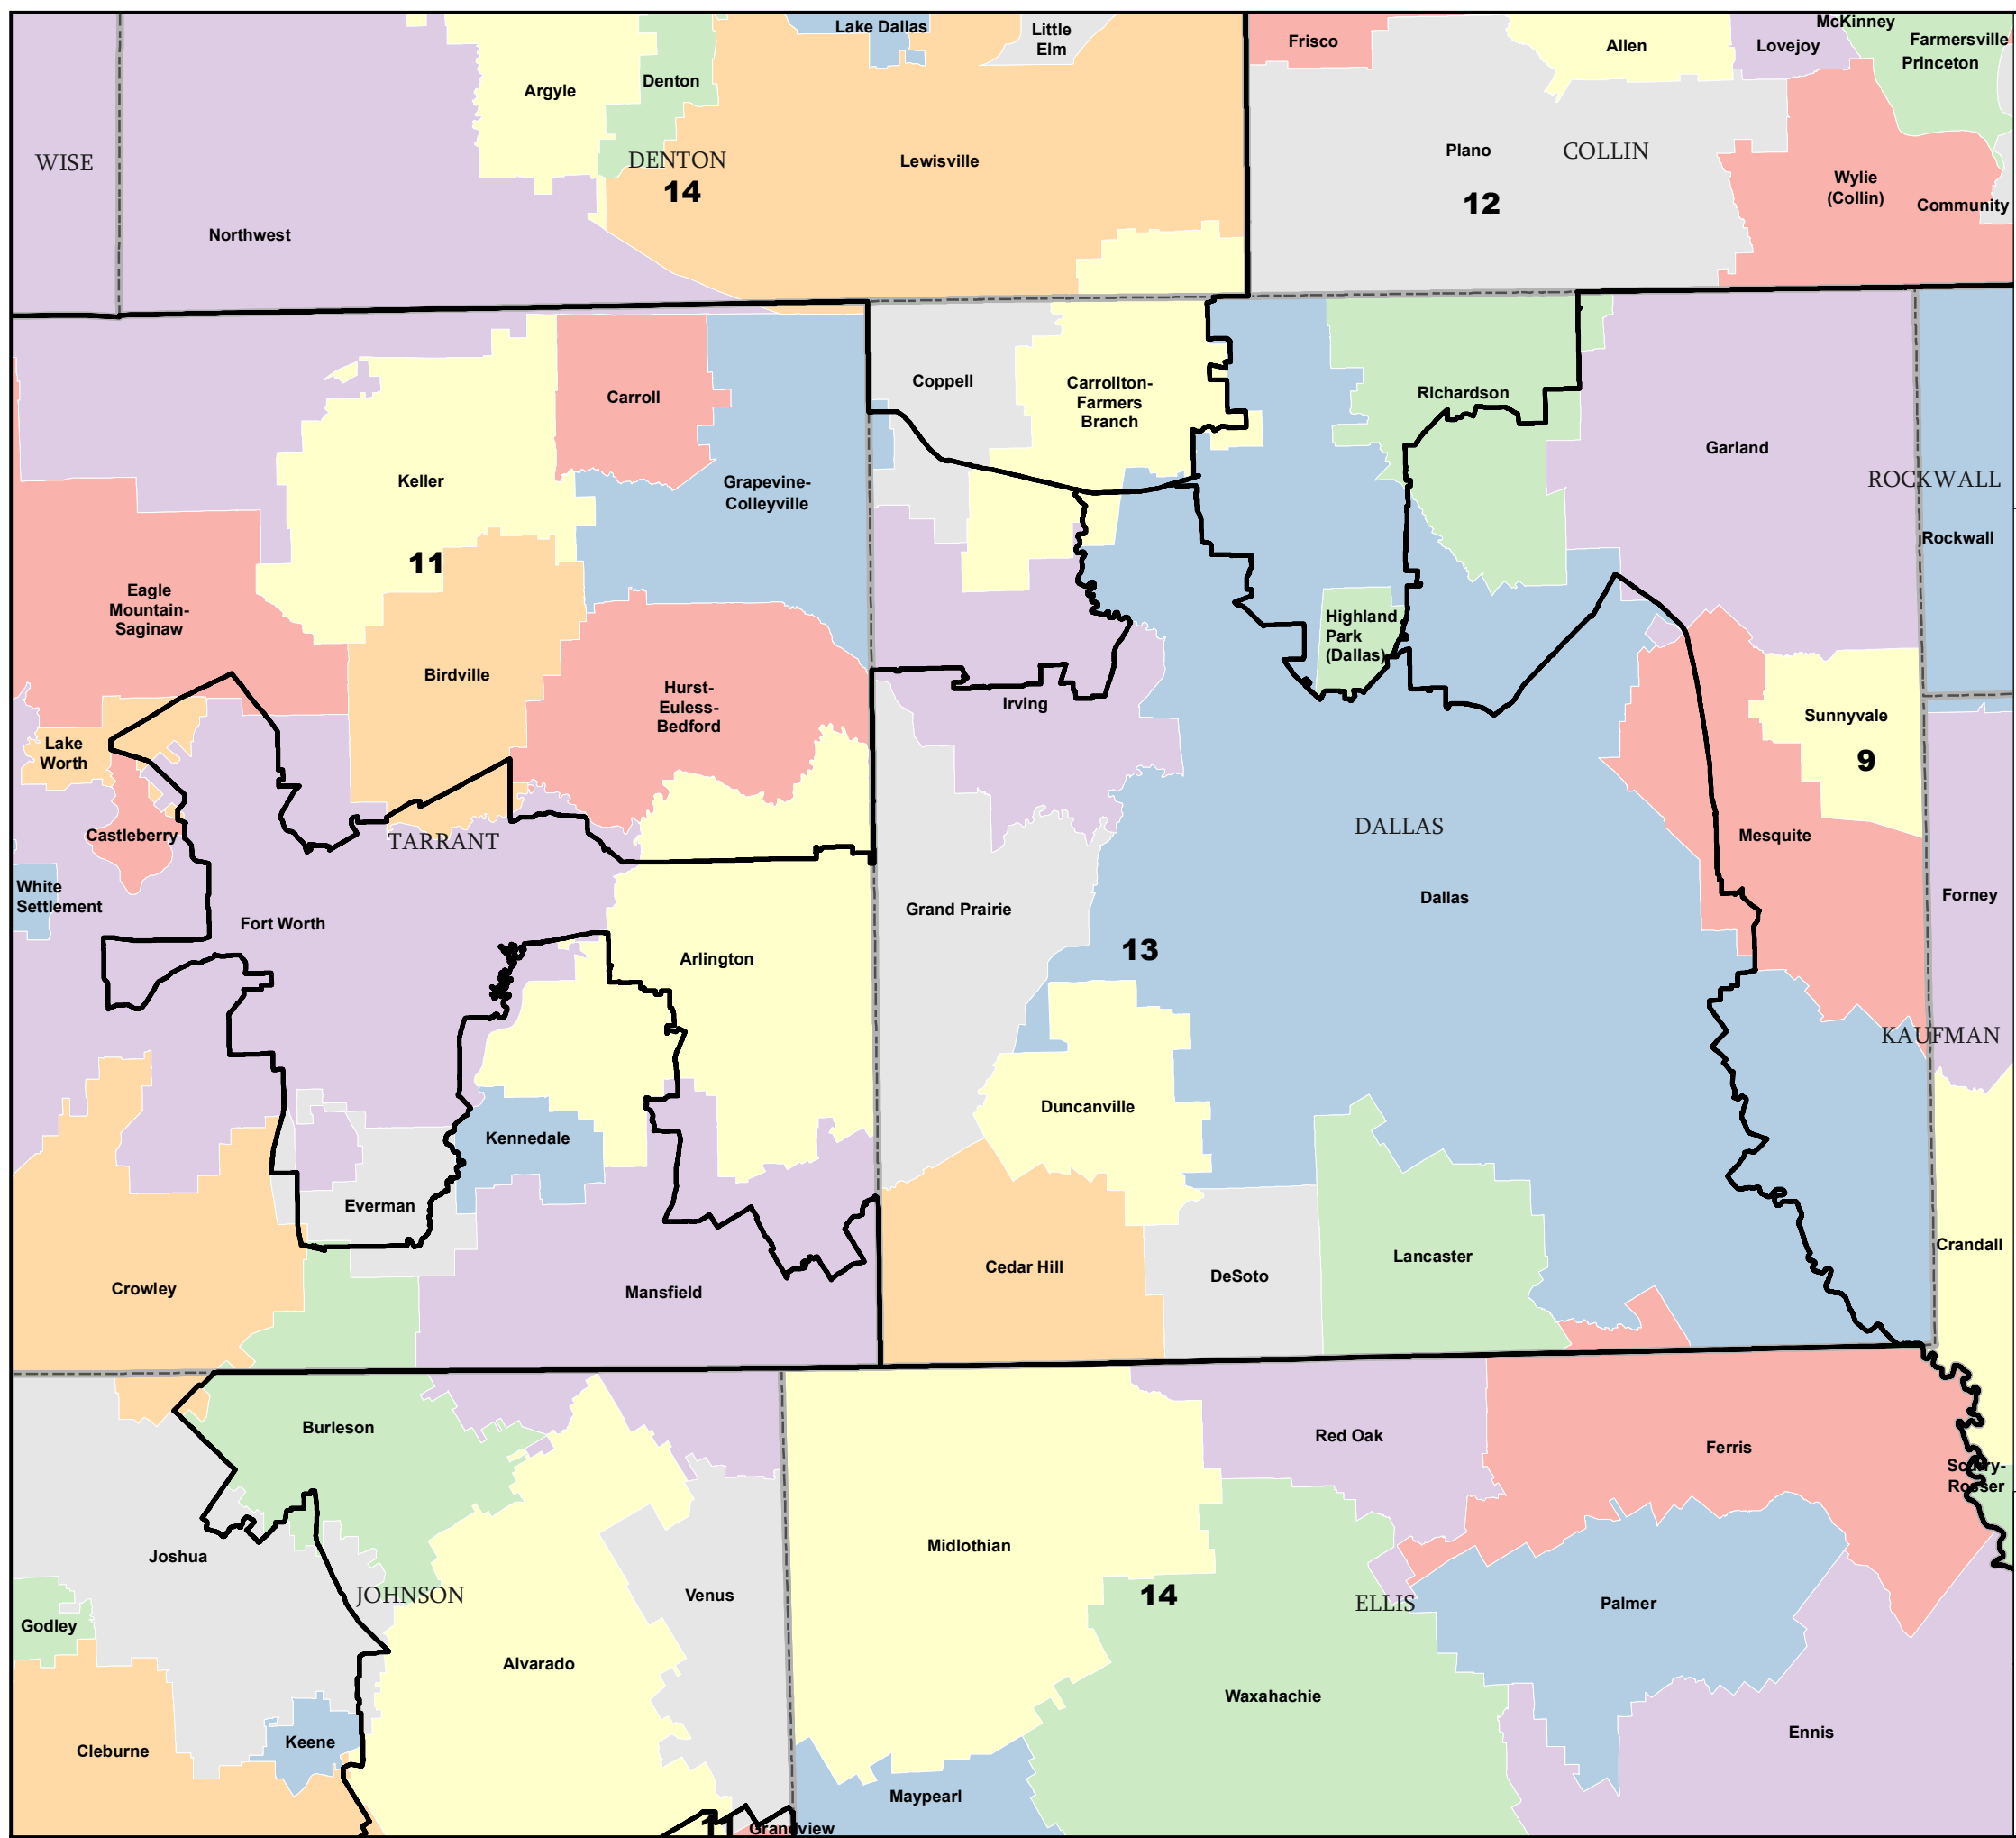 Lake Dallas
Little
Elm
McKinney
Frisco
Allen
Lovejoy
Farmersville
Princeton
Argyle
Denton
WISE
DENTON
Lewisville
Plano
COLLIN
14
12
Wylie
(Collin)
Community
Northwest
Coppell
Carrollton-
Farmers
Branch
Carroll
Richardson
Garland
Keller
Grapevine-
Colleyville
ROCKWALL
Rockwall
11
Eagle
Mountain-
Saginaw
Highland
Park
(Dallas)
Birdville
Hurst-
Euless-
Bedford
Irving
Sunnyvale
Lake
Worth
9
Castleberry
TARRANT
DALLAS
Mesquite
White
Settlement
Fort Worth
Grand Prairie
Dallas
Forney
Arlington
13
KAUFMAN
Duncanville
Kennedale
Everman
Crandall
Lancaster
Cedar Hill
DeSoto
Crowley
Mansfield
Burleson
Red Oak
Ferris
Scurry-
Rosser
Joshua
Midlothian
JOHNSON
Venus
14
ELLIS
Palmer
Godley
Alvarado
Waxahachie
Cleburne
Keene
Ennis
Maypearl
Grandview